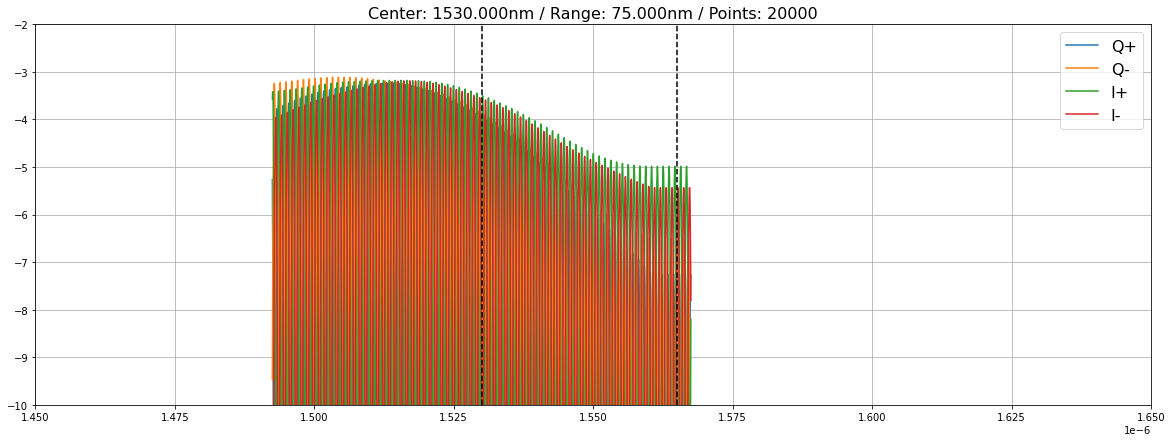 Center: 1530.000nm / Range: 75.000nm / Points: 20000
−2
−3
−4
−5
−6
−7
−8
−9
−10
Q+
Q-
I+
I-
1.450 1.475 1.500 1.525 1.550 1.575 1.600 1.625 1.650
1e−6